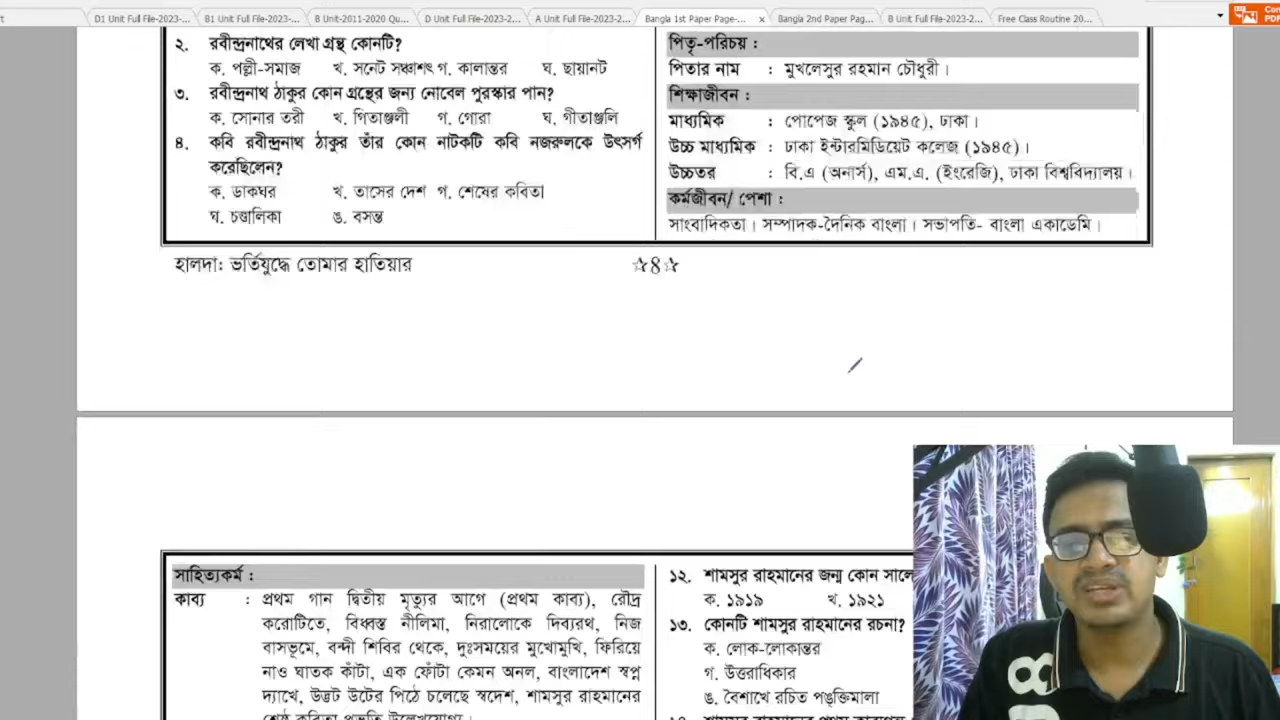 D1 Unit Full File-2023-...
B1 Unit Full File-2023-...
B Unit-2011-2020 Qu...
D Unit Full File-2023-2...
A Unit Full File-2023-2...
Bangla 1st Paper Page-...
Bangla 2nd Paper Pag...
B Unit Full File-2023-2...
Free Class Routine 20...
২. রবীন্দ্রনাথের লেখা গ্রন্থ কোনটি?
ক. পল্লী-সমাজ খ. সনেট সঞ্চাশৎ গ. কালান্তর ঘ. ছায়ানট
৩. রবীন্দ্রনাথ ঠাকুর কোন গ্রন্থের জন্য নোবেল পুরস্কার পান?
ক. সোনার তরী খ. গিতাঞ্জলী গ. গোরা ঘ. গীতাঞ্জলি
৪. কবি রবীন্দ্রনাথ ঠাকুর তাঁর কোন নাটকটি কবি নজরুলকে উৎসর্গ
করেছিলেন?
ক. ডাকঘর খ. তাসের দেশ গ. শেষের কবিতা
ঘ. চণ্ডালিকা ঙ. বসন্ত
পিতৃ-পরিচয় :
পিতার নাম : মুখলেসুর রহমান চৌধুরী।
শিক্ষাজীবন :
মাধ্যমিক : পোপেজ স্কুল (১৯৪৫), ঢাকা।
উচ্চ মাধ্যমিক : ঢাকা ইন্টারমিডিয়েট কলেজ (১৯৪৫)।
উচ্চতর : বি.এ (অনার্স), এম.এ. (ইংরেজি), ঢাকা বিশ্ববিদ্যালয়।
কর্মজীবন/ পেশা :
সাংবাদিকতা। সম্পাদক-দৈনিক বাংলা। সভাপতি- বাংলা একাডেমি।
হালদা: ভর্তিযুদ্ধে তোমার হাতিয়ার
☆8☆
সাহিত্যকর্ম :
কাব্য : প্রথম গান দ্বিতীয় মৃত্যুর আগে (প্রথম কাব্য), রৌদ্র
করোটিতে, বিধ্বস্ত নীলিমা, নিরালোকে দিব্যরথ, নিজ
বাসভূমে, বন্দী শিবির থেকে, দুঃসময়ের মুখোমুখি, ফিরিয়ে
নাও ঘাতক কাঁটা, এক ফোঁটা কেমন অনল, বাংলাদেশ স্বপ্ন
দ্যাখে, উদ্ভট উটের পিঠে চলেছে স্বদেশ, শামসুর রাহমানের
শ্রেষ্ঠ কবিতা প্রভৃতি উল্লেখযোগ্য।
১২. শামসুর রাহমানের জন্ম কোন সালে
ক. ১৯১৯ খ. ১৯২১
১৩. কোনটি শামসুর রাহমানের রচনা?
ক. লোক-লোকান্তর
গ. উত্তরাধিকার
ঙ. বৈশাখে রচিত পঙ্‌ক্তিমালা